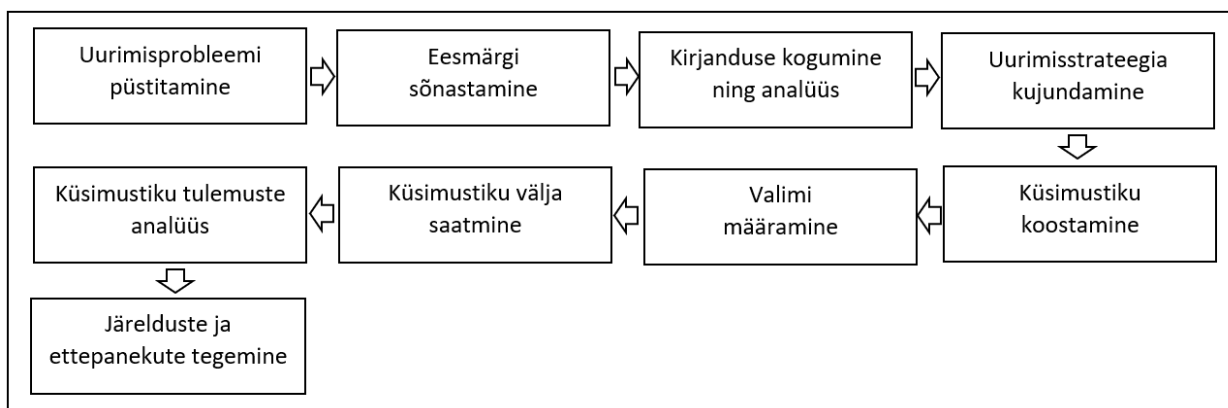 Uurimisprobleemi
püstitamine
Eesmärgi
sõnastamine
Kirjanduse kogumine
ning analüüs
Uurimisstrateegia
kujundamine
Küsimustiku
koostamine
Valimi
määramine
Küsimustiku välja
saatmine
Küsimustiku tulemuste
analüüs
Järelduste ja
ettepanekute tegemine